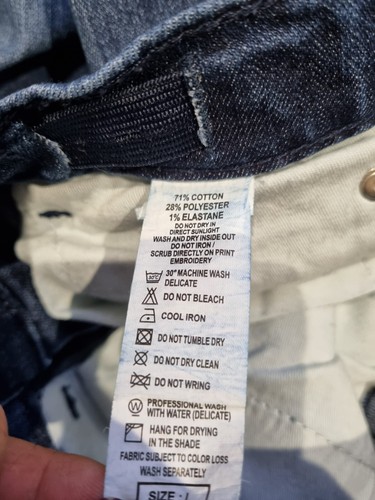 71% COTTON
28% POLYESTER
1% ELASTANE
DO NOT DRY IN
DIRECT SUNLIGHT
WASH AND DRY INSIDE OUT
DO NOT IRON /
SCRUB DIRECTLY ON PRINT
EMBROIDERY
30° MACHINE WASH
DELICATE
DO NOT BLEACH
COOL IRON
DO NOT TUMBLE DRY
DO NOT DRY CLEAN
DO NOT WRING
W PROFESSIONAL WASH
WITH WATER (DELICATE)
HANG FOR DRYING
IN THE SHADE
FABRIC SUBJECT TO COLOR LOSS
WASH SEPARATELY
SIZE: /